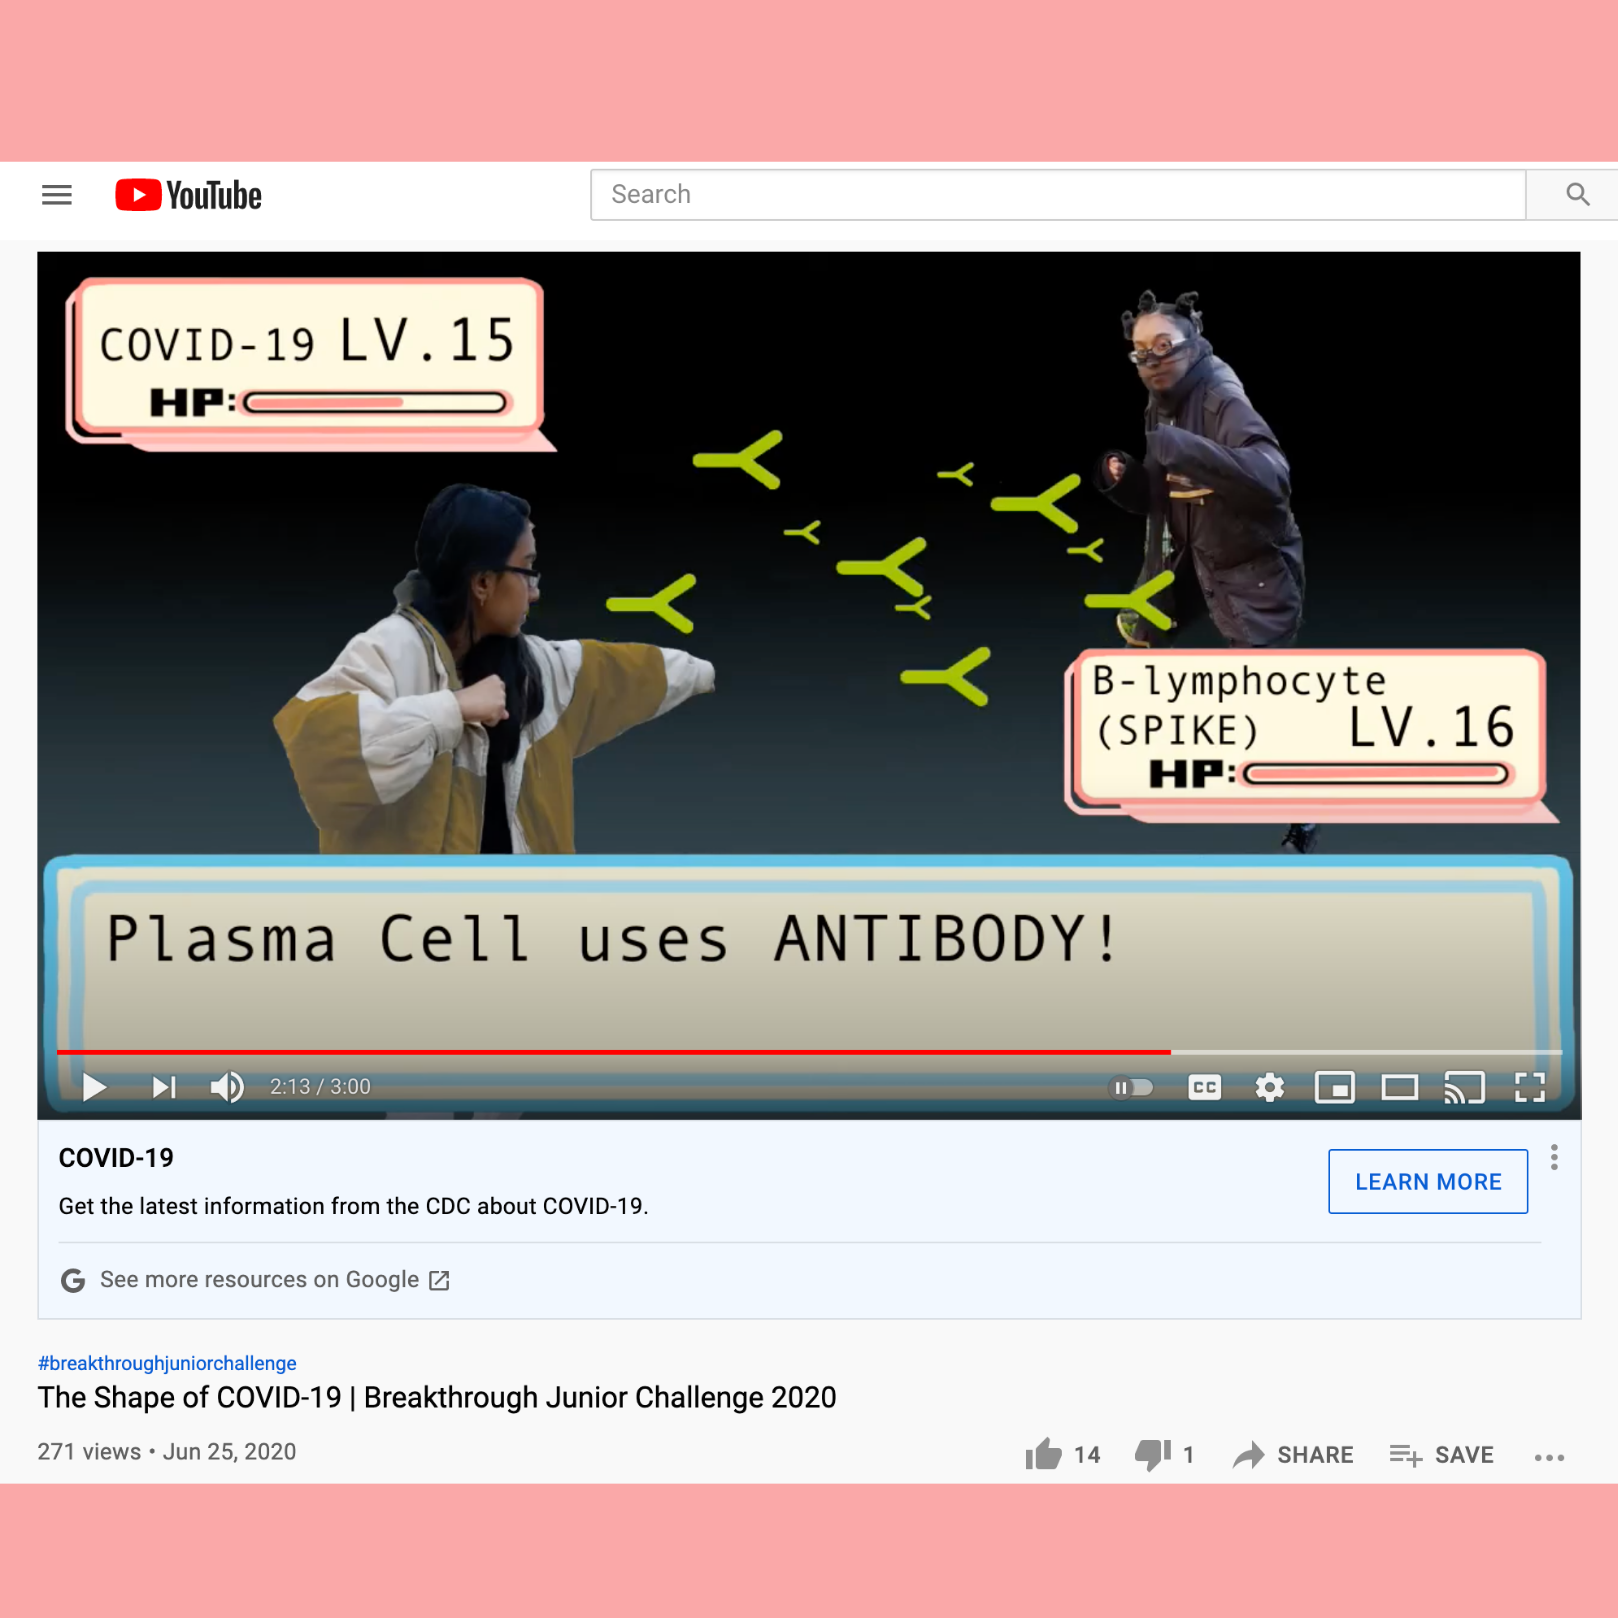 YouTube
Search
COVID-19 LV.15
HP:
B-lymphocyte
(SPIKE) LV.16
HP:
Plasma Cell uses ANTIBODY!
2:13 / 3:00
CC
COVID-19
Get the latest information from the CDC about COVID-19.
LEARN MORE
G See more resources on Google
#breakthroughjuniorchallenge
The Shape of COVID-19 | Breakthrough Junior Challenge 2020
271 views • Jun 25, 2020
14 1 SHARE SAVE